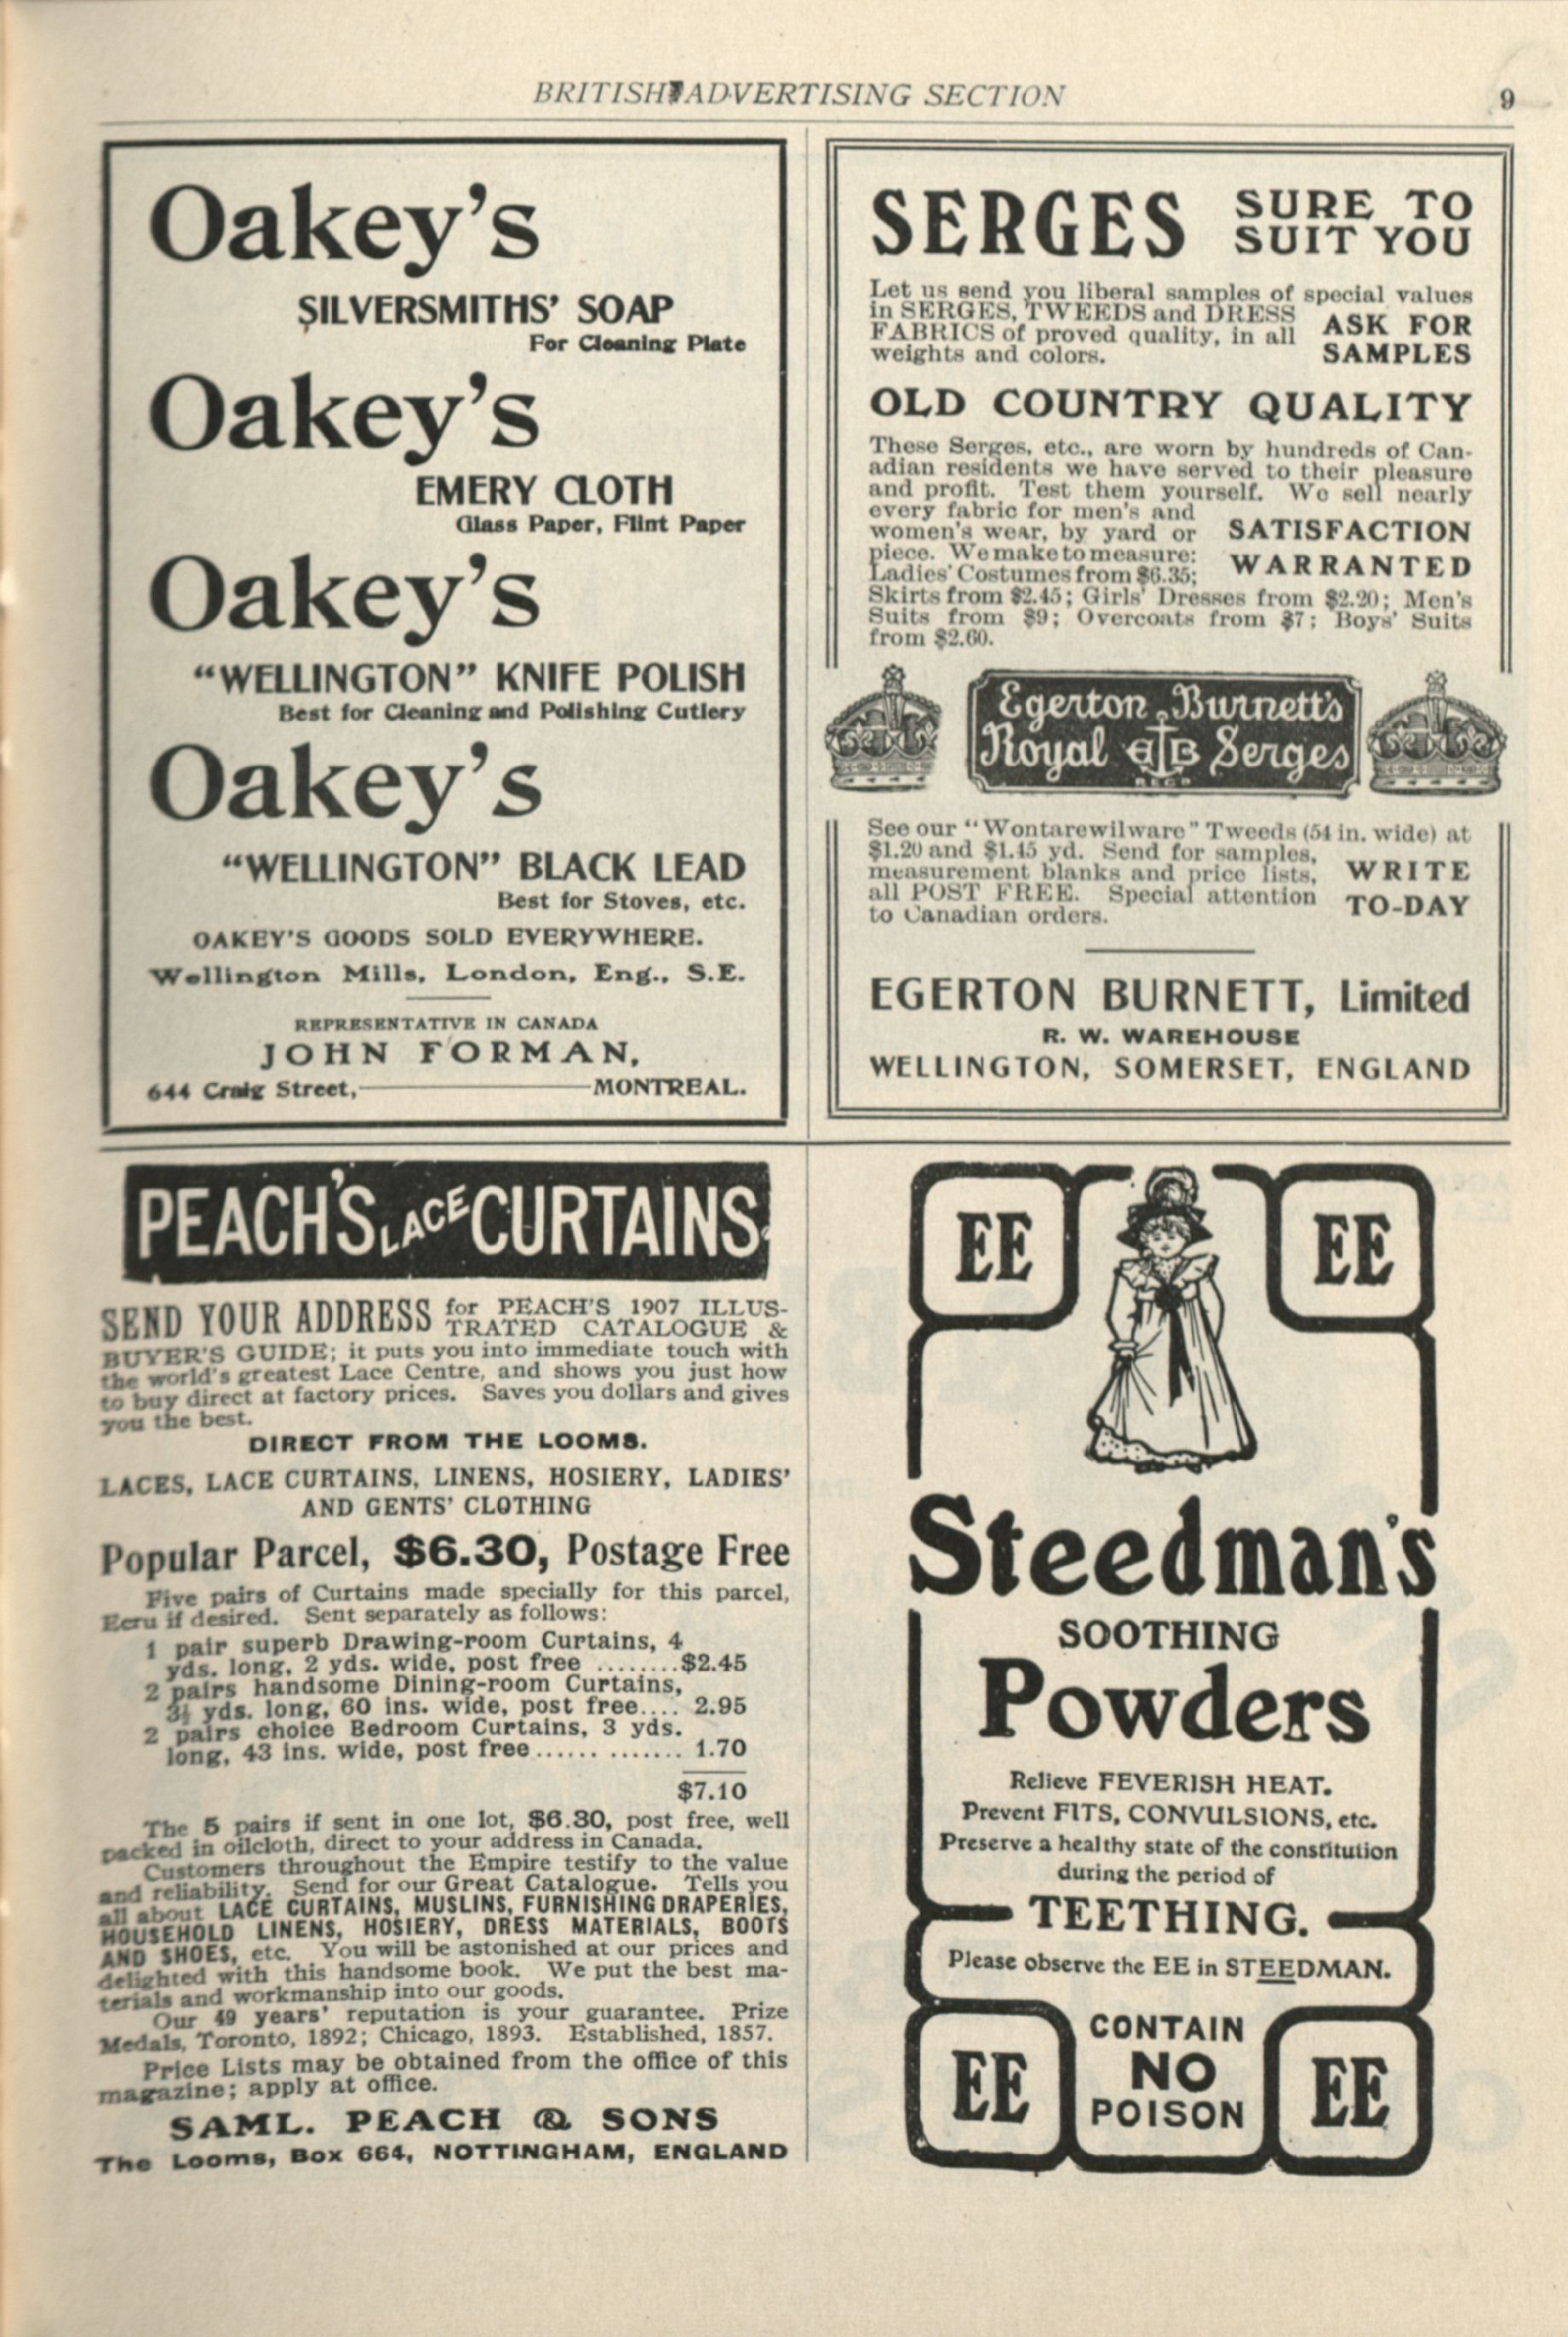 BRITISH ADVERTISING SECTION
9
Oakey's
SILVERSMITHS' SOAP
For Cleaning Plate
Oakey's
EMERY CLOTH
Glass Paper, Flint Paper
Oakey's
"WELLINGTON" KNIFE POLISH
Best for Cleaning and Polishing Cutlery
Oakey's
"WELLINGTON" BLACK LEAD
Best for Stoves, etc.
OAKEY'S GOODS SOLD EVERYWHERE.
Wellington Mills, London, Eng., S.E.
REPRESENTATIVE IN CANADA
JOHN FORMAN,
644 Craig Street, MONTREAL.
SERGES SURE TO
SUIT YOU
Let us send you liberal samples of special values
in SERGES, TWEEDS and DRESS
FABRICS of proved quality, in all
weights and colors.
ASK FOR
SAMPLES
OLD COUNTRY QUALITY
These Serges, etc., are worn by hundreds of Can-
adian residents we have served to their pleasure
and profit. Test them yourself. We sell nearly
every fabric for men's and
women's wear, by yard or
piece. We make to measure:
Ladies' Costumes from $6.35;
SATISFACTION
WARRANTED
Skirts from $2.45; Girls' Dresses from $2.20; Men's
Suits from $9; Overcoats from $7; Boys' Suits
from $2.60.
Egerton Burnett's
Royal EB Serges
REGD
See our "Wontarewilware" Tweeds (54 in. wide) at
$1.20 and $1.45 yd. Send for samples,
measurement blanks and price lists,
all POST FREE. Special attention
to Canadian orders.
WRITE
TO-DAY
EGERTON BURNETT, Limited
R. W. WAREHOUSE
WELLINGTON, SOMERSET, ENGLAND
PEACH'S LACE CURTAINS
SEND YOUR ADDRESS for PEACH'S 1907 ILLUS-
TRATED CATALOGUE &
BUYER'S GUIDE; it puts you into immediate touch with
the world's greatest Lace Centre, and shows you just how
to buy direct at factory prices. Saves you dollars and gives
you the best.
DIRECT FROM THE LOOMS.
LACES, LACE CURTAINS, LINENS, HOSIERY, LADIES'
AND GENTS' CLOTHING
Popular Parcel, $6.30, Postage Free
Five pairs of Curtains made specially for this parcel,
Ecru if desired. Sent separately as follows:
1 pair superb Drawing-room Curtains, 4
yds. long, 2 yds. wide, post free ........$2.45
2 pairs handsome Dining-room Curtains,
3½ yds. long, 60 ins. wide, post free.... 2.95
2 pairs choice Bedroom Curtains, 3 yds.
long, 43 ins. wide, post free...... ....... 1.70
$7.10
The 5 pairs if sent in one lot, $6.30, post free, well
packed in oilcloth, direct to your address in Canada.
Customers throughout the Empire testify to the value
and reliability. Send for our Great Catalogue. Tells you
all about LACE CURTAINS, MUSLINS, FURNISHING DRAPERIES,
HOUSEHOLD LINENS, HOSIERY, DRESS MATERIALS, BOOTS
AND SHOES, etc. You will be astonished at our prices and
delighted with this handsome book. We put the best ma-
terials and workmanship into our goods.
Our 49 years' reputation is your guarantee. Prize
Medals, Toronto, 1892; Chicago, 1893. Established, 1857.
Price Lists may be obtained from the office of this
magazine; apply at office.
SAML. PEACH & SONS
The Looms, Box 664, NOTTINGHAM, ENGLAND
EE EE
Steedman's
SOOTHING
Powders
Relieve FEVERISH HEAT.
Prevent FITS, CONVULSIONS, etc.
Preserve a healthy state of the constitution
during the period of
TEETHING.
Please observe the EE in STEEDMAN.
EE
CONTAIN
NO
POISON
EE